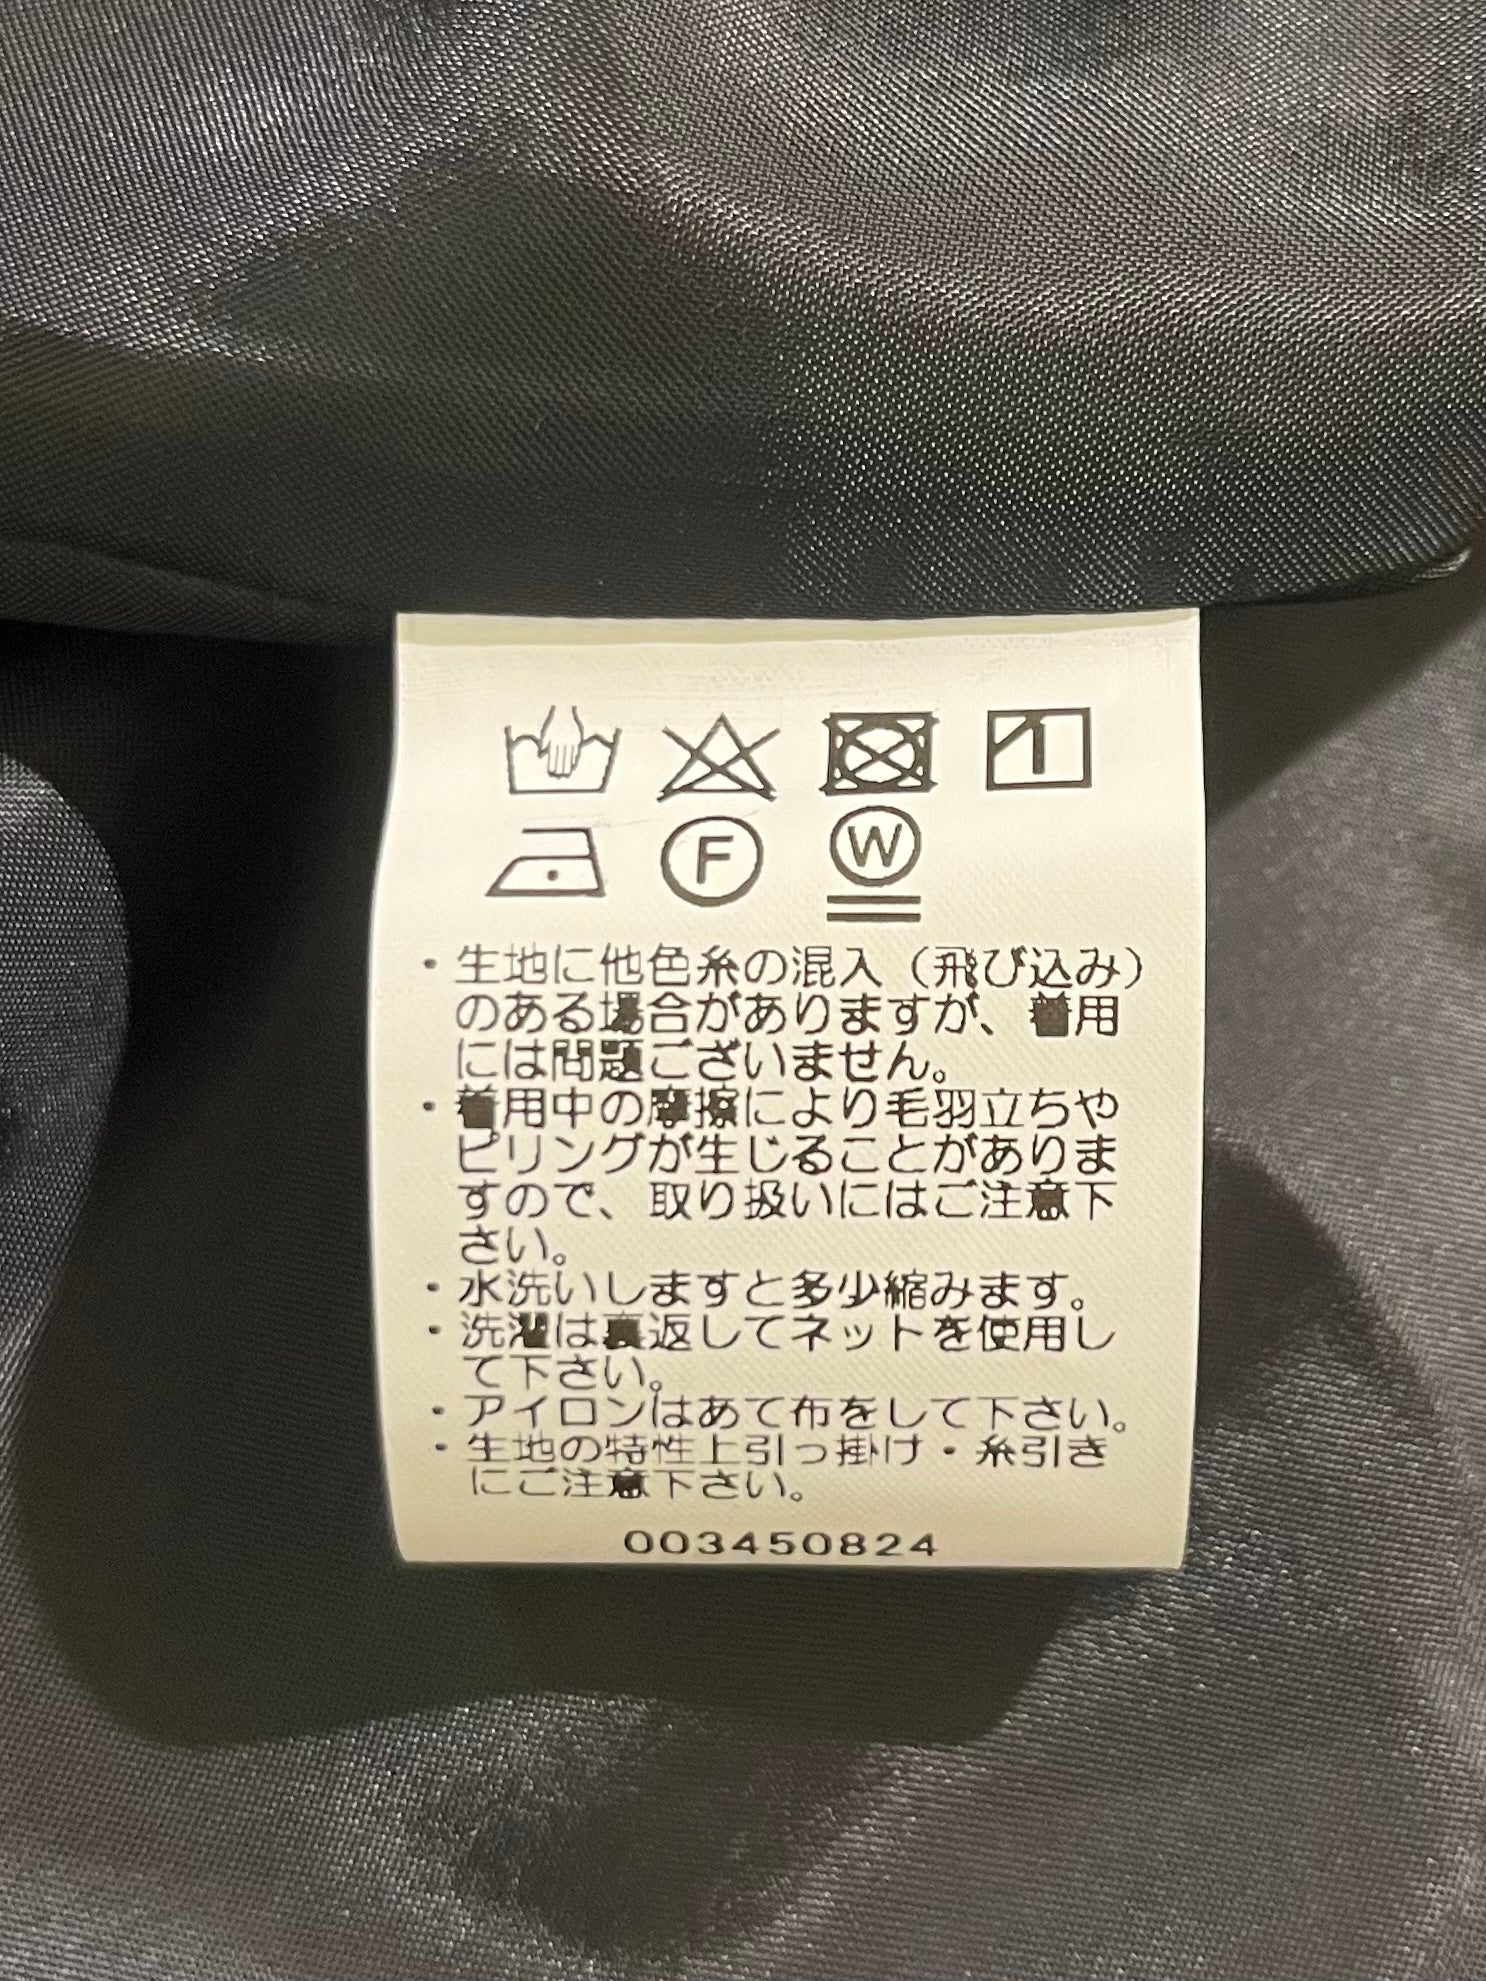 F W
・生地に他色糸の混入（飛び込み）
のある場合がありますが、着用
には問題ございません。
・着用中の摩擦により毛羽立ちや
ピリングが生じることがありま
すので、取り扱いにはご注意下
さい。
・水洗いしますと多少縮みます。
・洗濯は裏返してネットを使用し
て下さい。
・アイロンはあて布をして下さい。
・生地の特性上引っ掛け・糸引き
にご注意下さい。
003450824